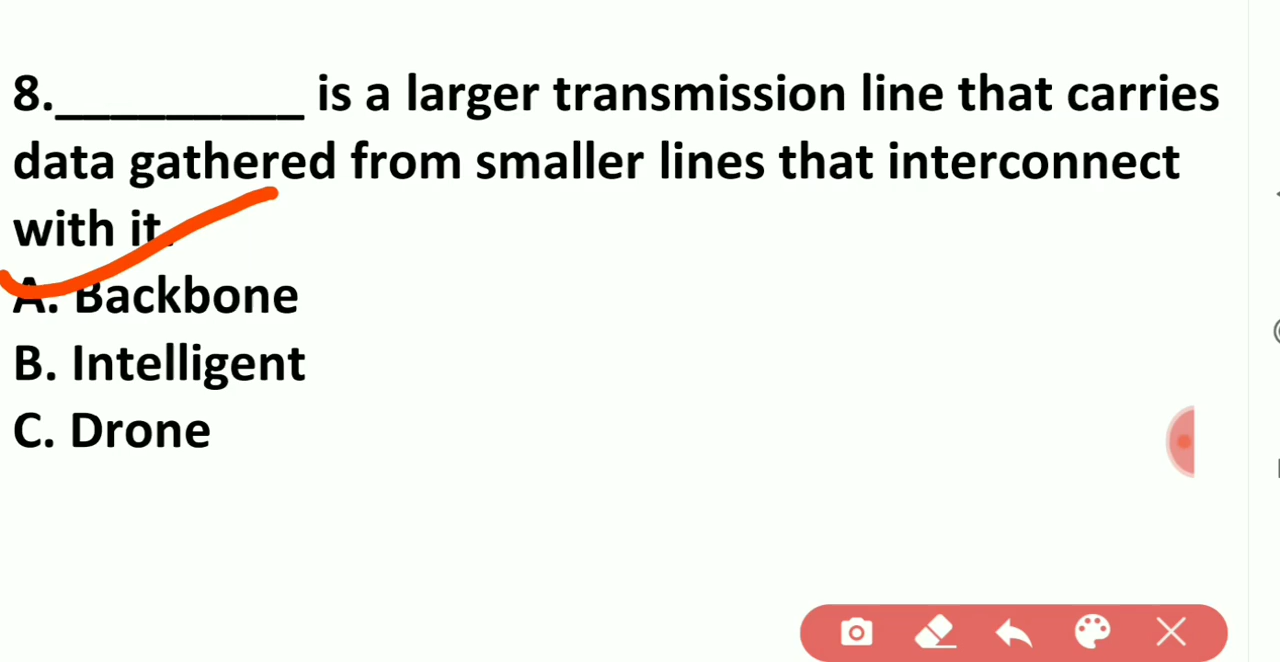 8.__________ is a larger transmission line that carries
data gathered from smaller lines that interconnect
with it.
A. Backbone
B. Intelligent
C. Drone